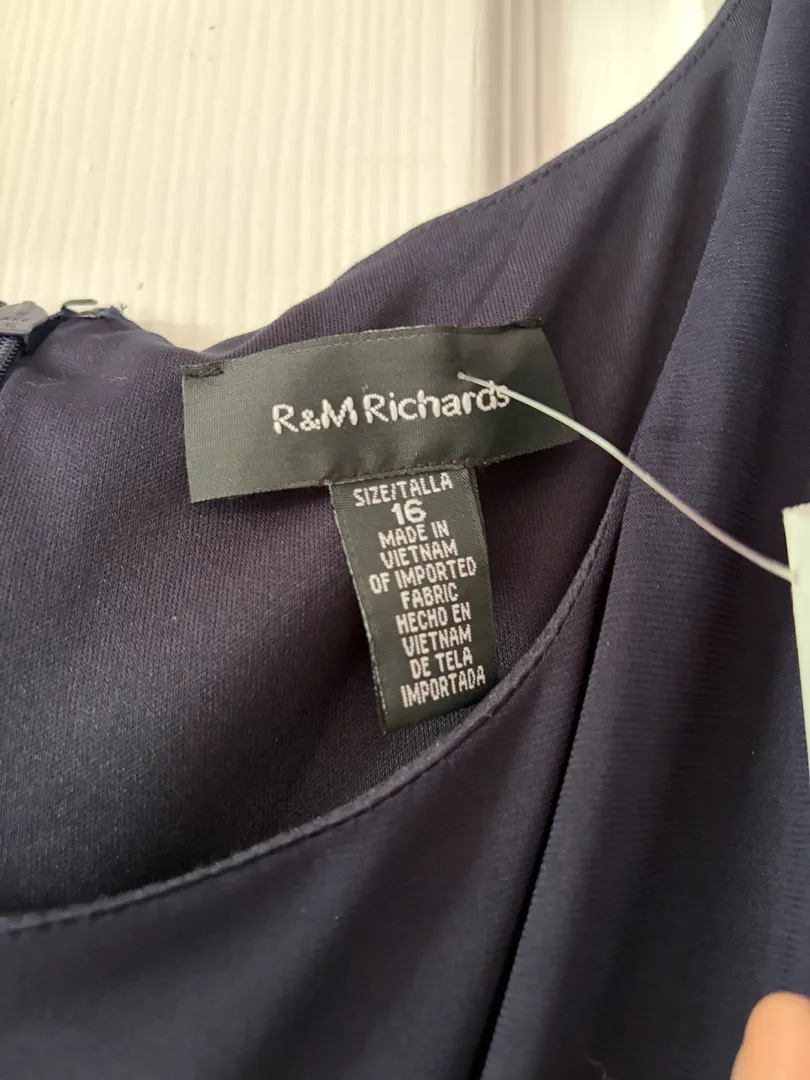 R&M Richards
SIZE/TALLA
16
MADE IN
VIETNAM
OF IMPORTED
FABRIC
HECHO EN
VIETNAM
DE TELA
IMPORTADA